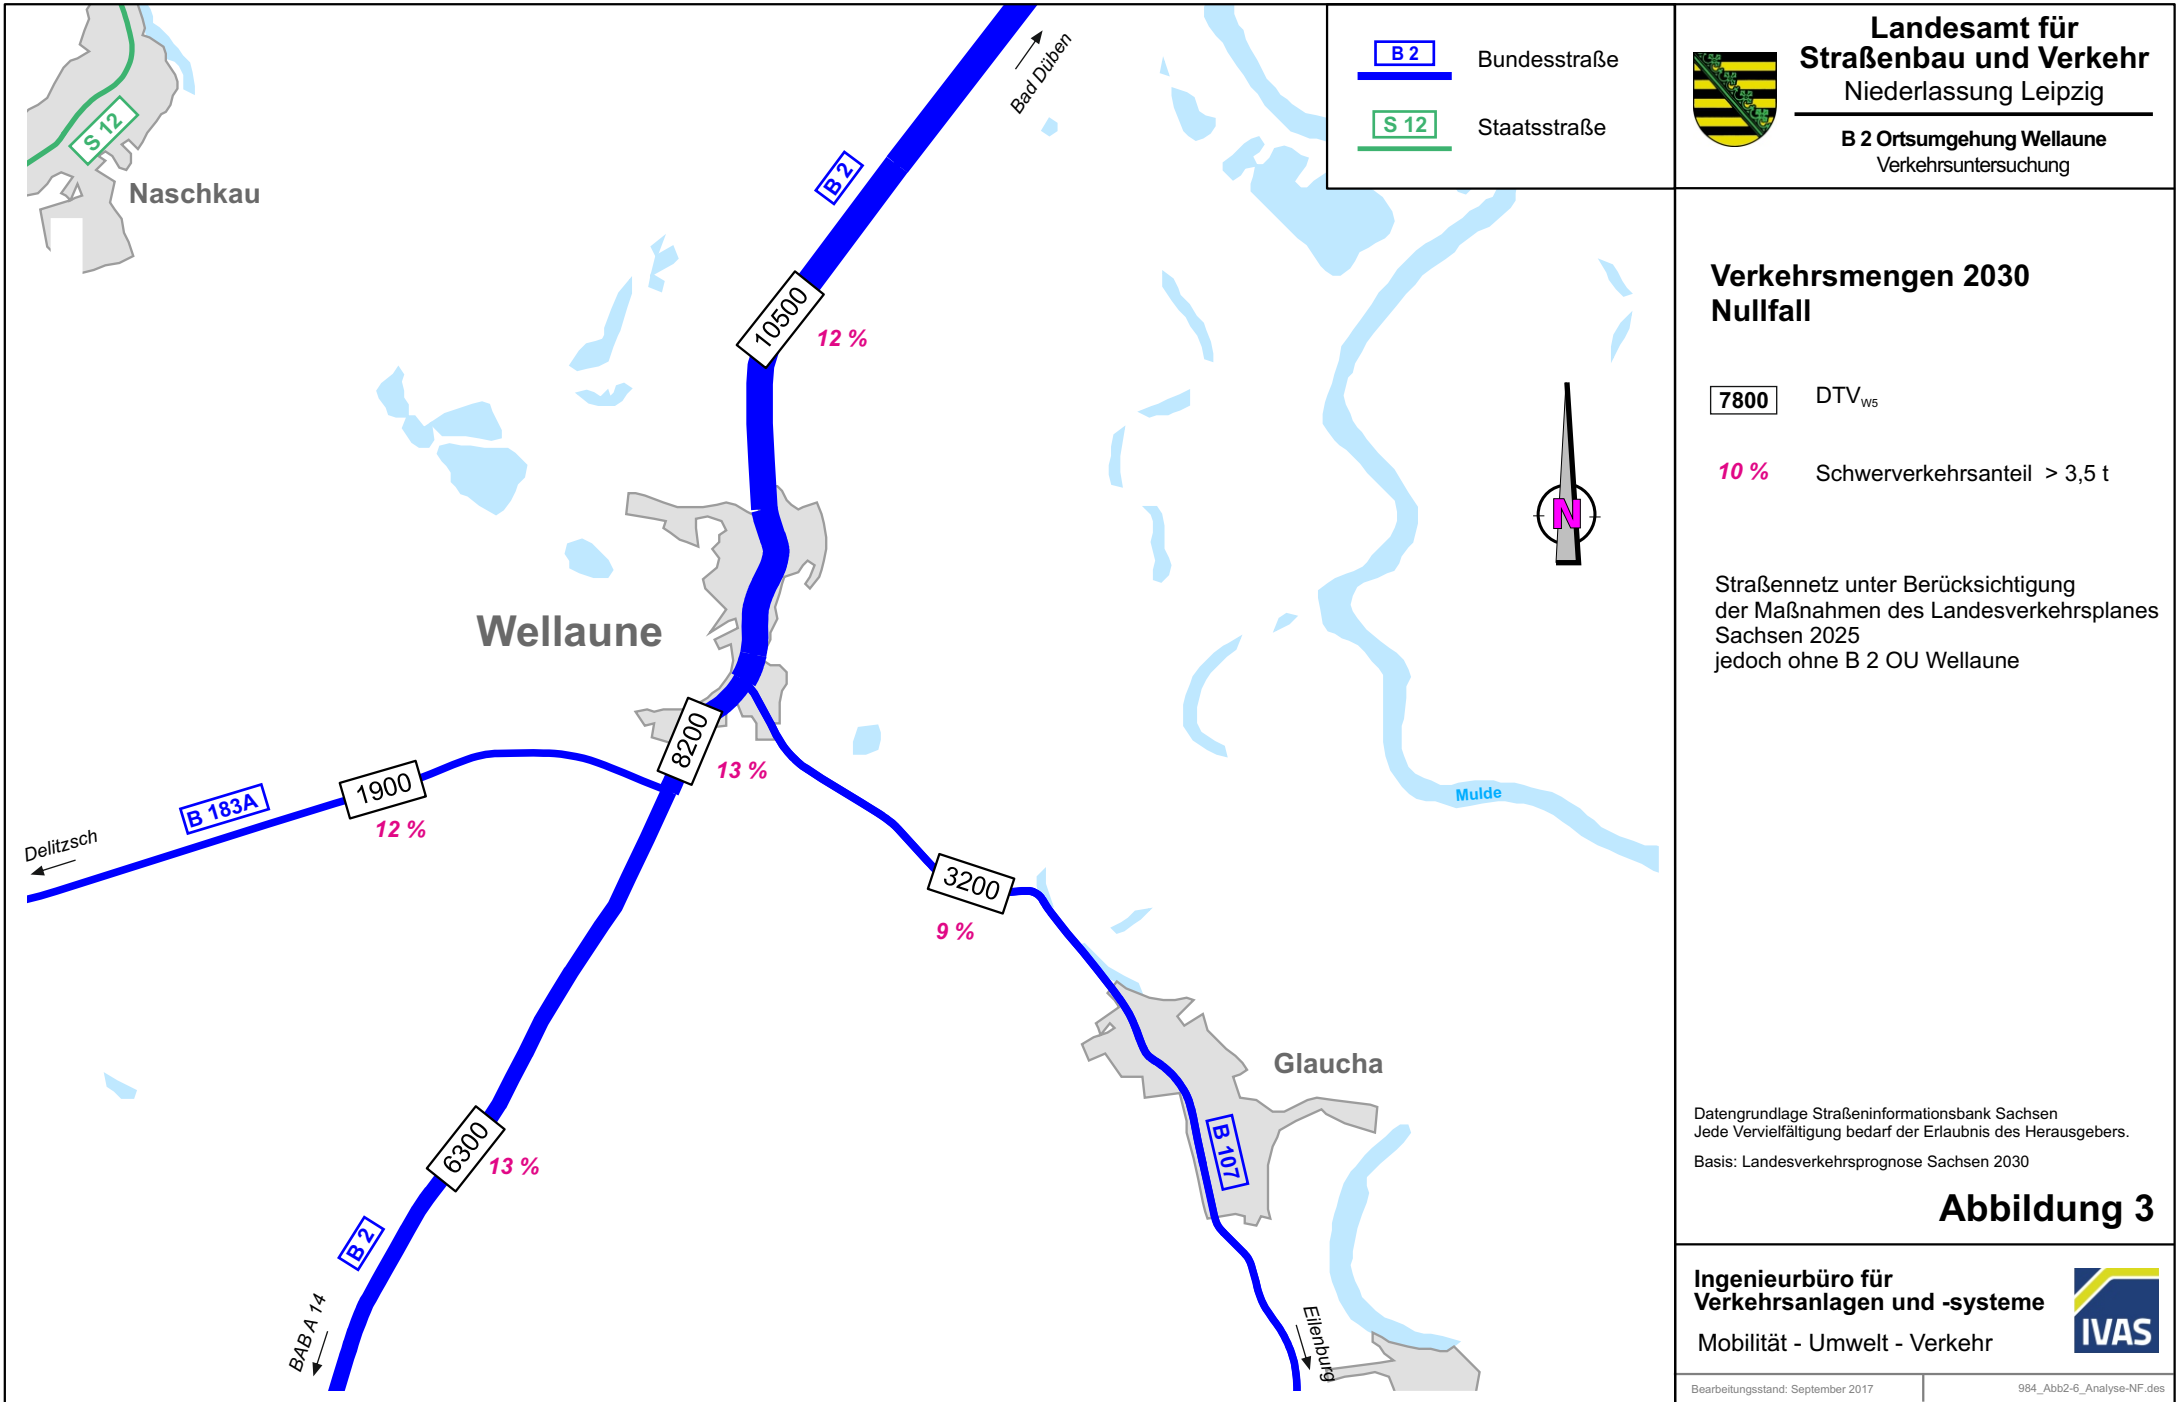 S 12
Naschkau
B 2
Bad Düben
10500
12 %
Wellaune
8200
13 %
1900
12 %
B 183A
Delitzsch
3200
9 %
Mulde
Glaucha
B 107
6300
13 %
B 2
BAB A 14
Eilenburg
N
B 2 Bundesstraße
S 12 Staatsstraße
Landesamt für
Straßenbau und Verkehr
Niederlassung Leipzig
B 2 Ortsumgehung Wellaune
Verkehrsuntersuchung
Verkehrsmengen 2030
Nullfall
7800 DTVW5
10 % Schwerverkehrsanteil > 3,5 t
Straßennetz unter Berücksichtigung
der Maßnahmen des Landesverkehrsplanes
Sachsen 2025
jedoch ohne B 2 OU Wellaune
Datengrundlage Straßeninformationsbank Sachsen
Jede Vervielfältigung bedarf der Erlaubnis des Herausgebers.
Basis: Landesverkehrsprognose Sachsen 2030
Abbildung 3
Ingenieurbüro für
Verkehrsanlagen und -systeme
Mobilität - Umwelt - Verkehr
IVAS
Bearbeitungsstand: September 2017
984_Abb2-6_Analyse-NF.des